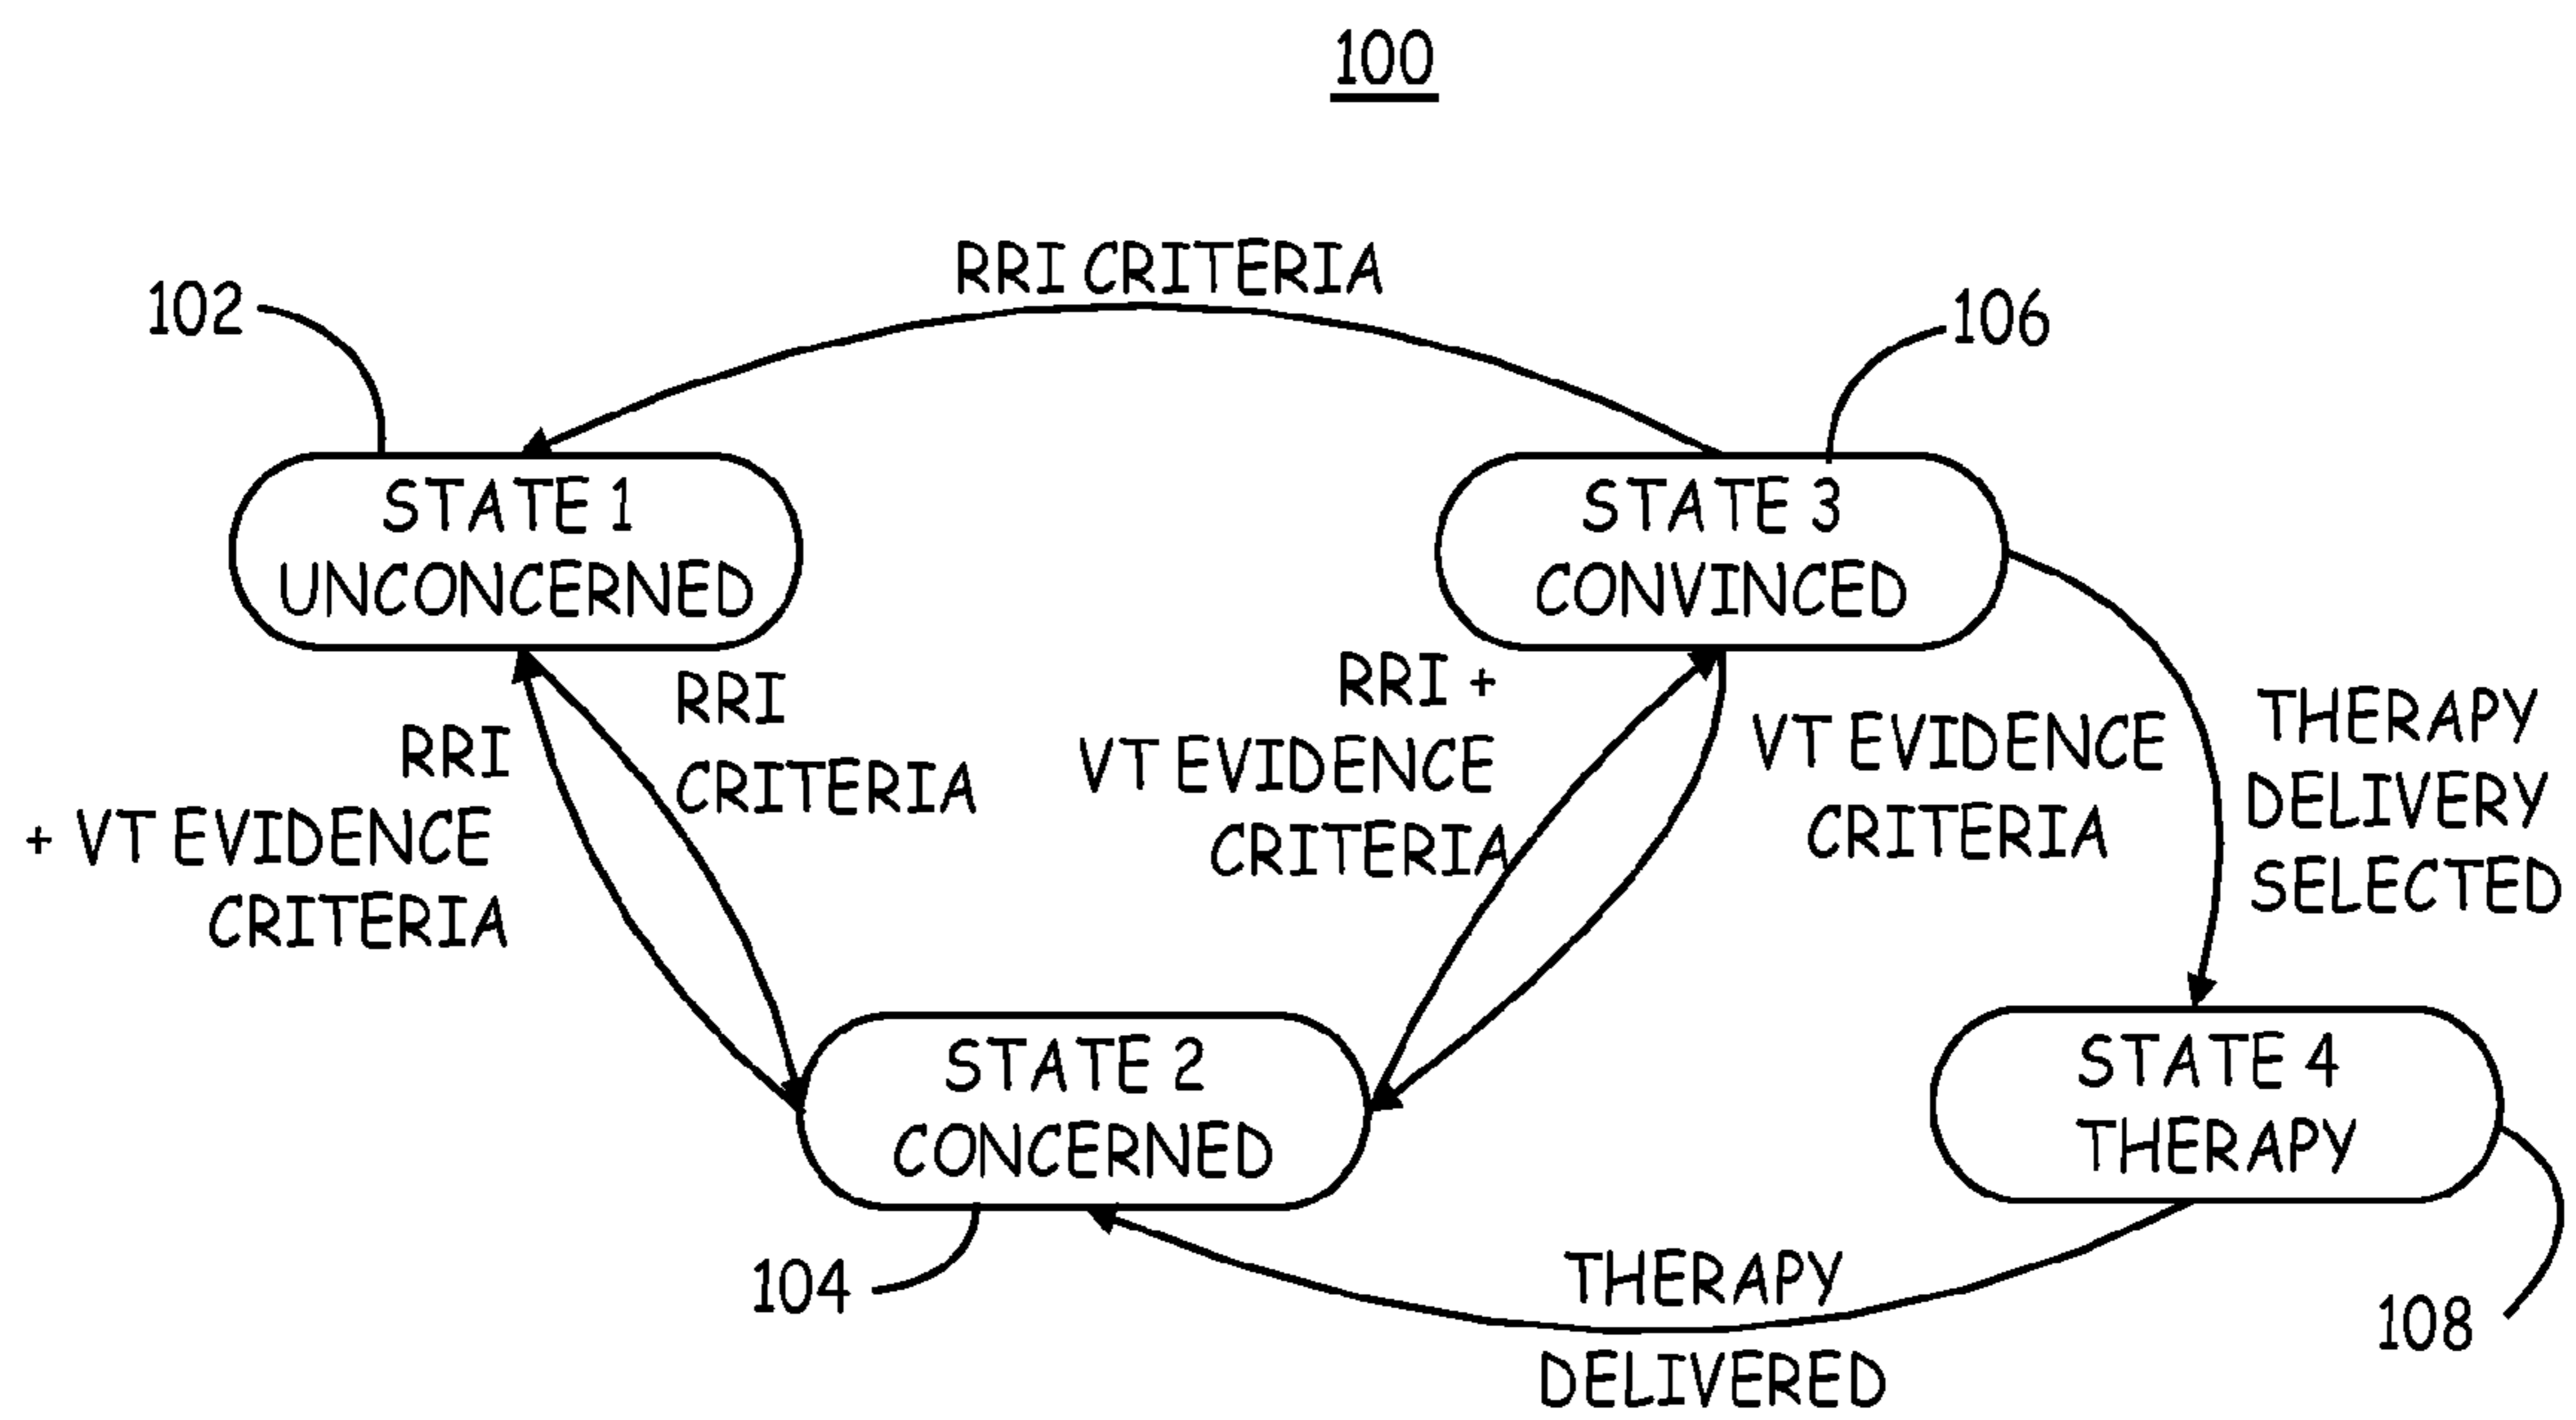 100
RRI CRITERIA
102
106
STATE 1
UNCONCERNED
STATE 3
CONVINCED
RRI
+ VT EVIDENCE
CRITERIA
RRI
CRITERIA
RRI +
VT EVIDENCE
CRITERIA
VT EVIDENCE
CRITERIA
THERAPY
DELIVERY
SELECTED
STATE 2
CONCERNED
STATE 4
THERAPY
104
THERAPY
DELIVERED
108